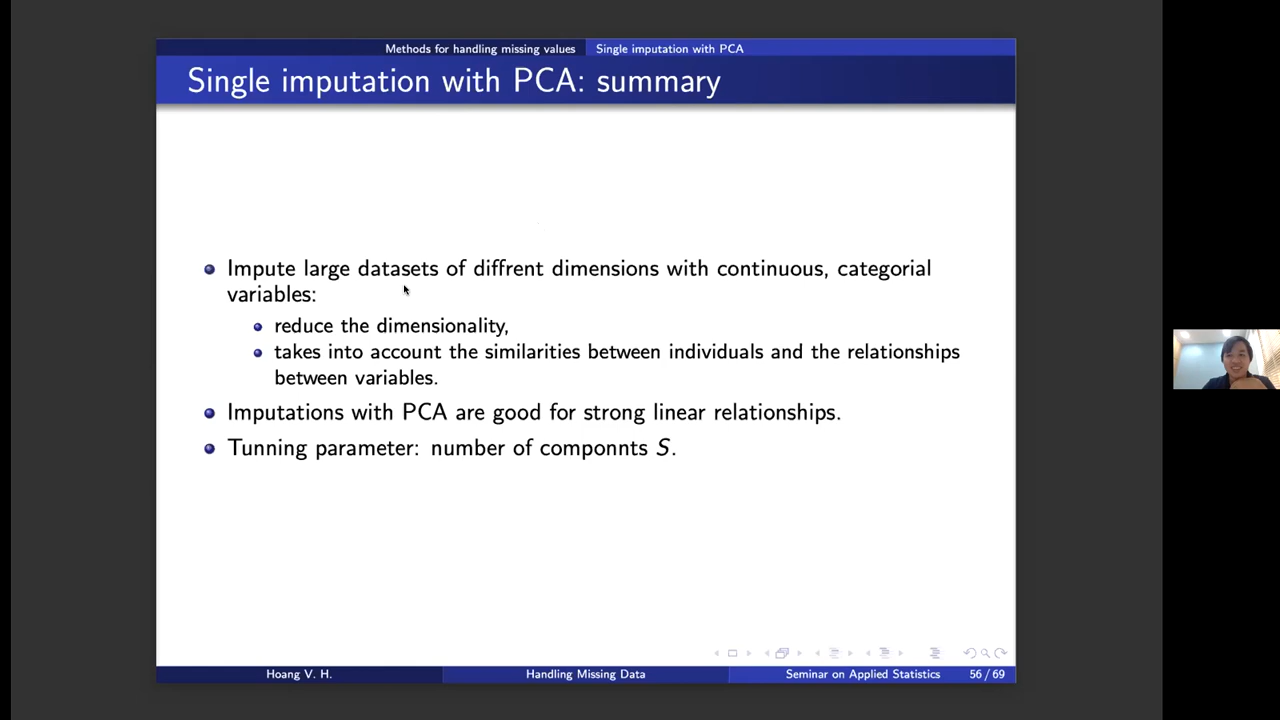 Methods for handling missing values Single imputation with PCA
Single imputation with PCA: summary
Impute large datasets of diffrent dimensions with continuous, categorial
variables:
reduce the dimensionality,
takes into account the similarities between individuals and the relationships
between variables.
Imputations with PCA are good for strong linear relationships.
Tunning parameter: number of componnts S.
Hoang V. H. Handling Missing Data Seminar on Applied Statistics 56 / 69